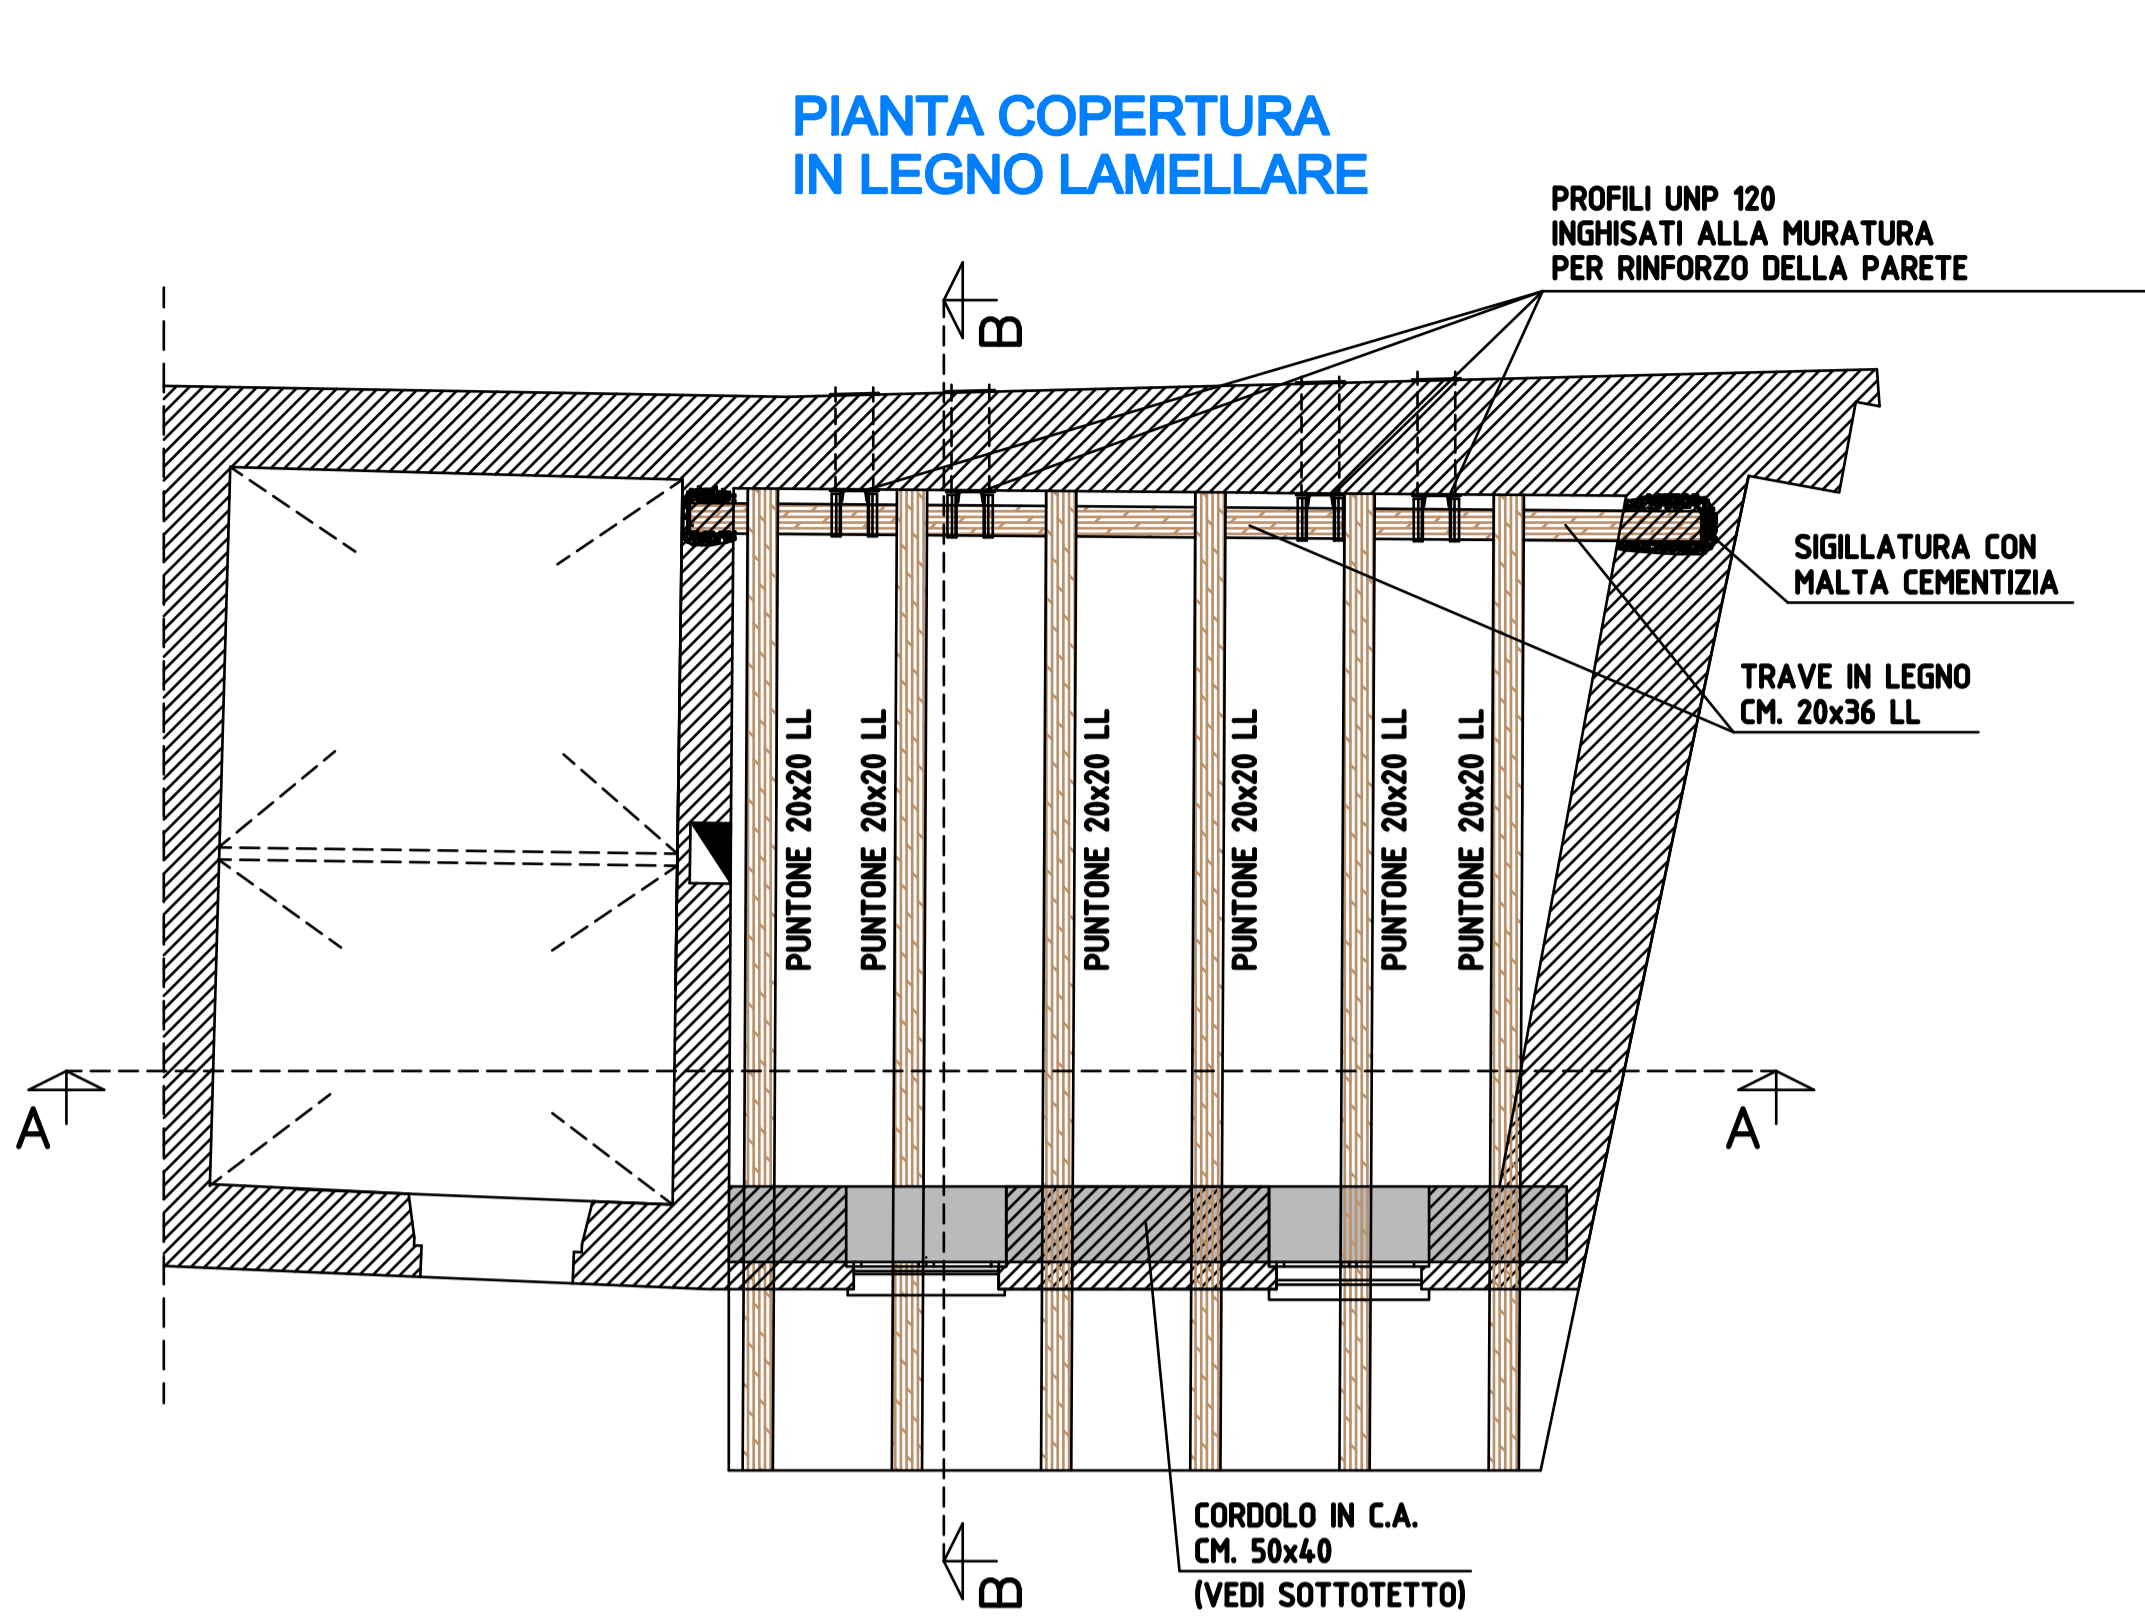 PIANTA COPERTURA
IN LEGNO LAMELLARE
PROFILI UNP 120
INGHISATI ALLA MURATURA
PER RINFORZO DELLA PARETE
B
SIGILLATURA CON
MALTA CEMENTIZIA
TRAVE IN LEGNO
CM. 20x36 LL
PUNTONE 20x20 LL
PUNTONE 20x20 LL
PUNTONE 20x20 LL
PUNTONE 20x20 LL
PUNTONE 20x20 LL
PUNTONE 20x20 LL
A
A
CORDOLO IN C.A.
CM. 50x40
(VEDI SOTTOTETTO)
B